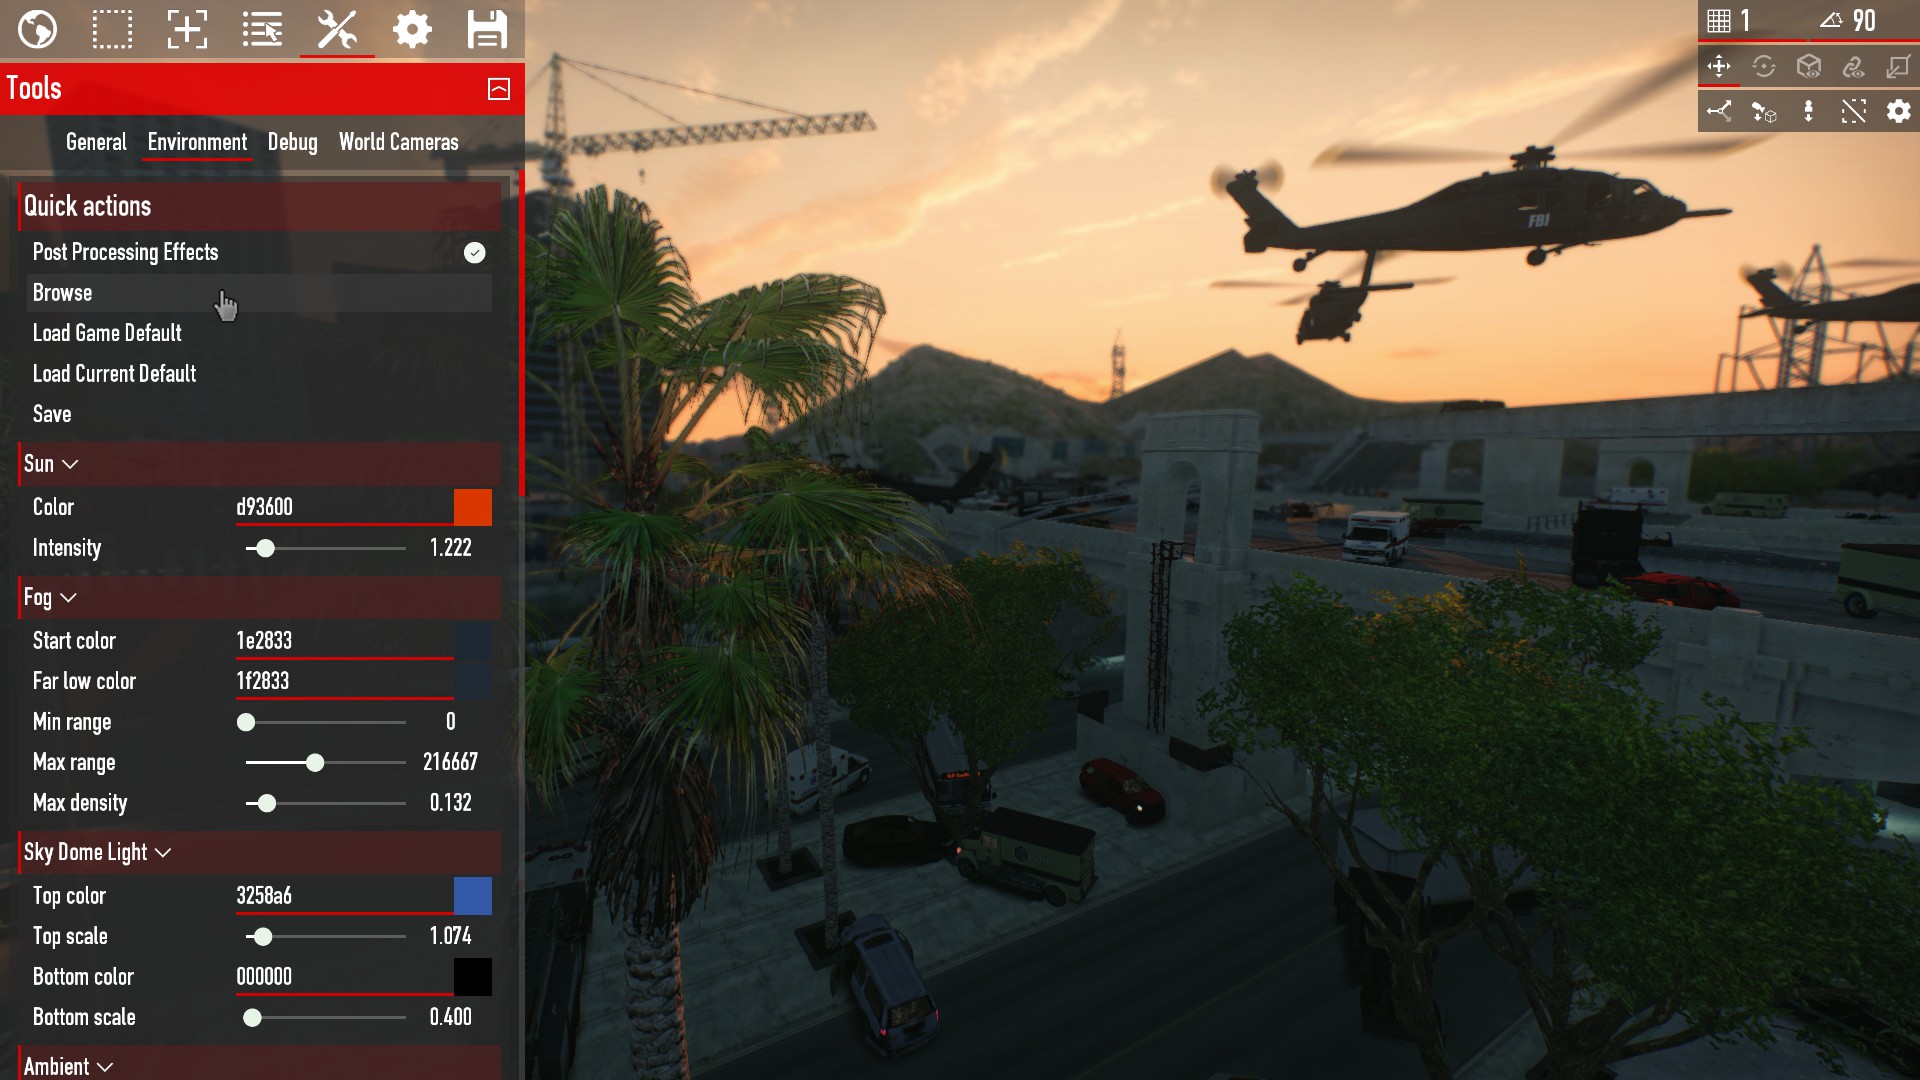 1
90
Tools
General Environment Debug World Cameras
Quick actions
Post Processing Effects
Browse
Load Game Default
Load Current Default
Save
Sun
Color d93600
Intensity 1.222
Fog
Start color 1e2833
Far low color 1f2833
Min range 0
Max range 216667
Max density 0.132
Sky Dome Light
Top color 3258a6
Top scale 1.074
Bottom color 000000
Bottom scale 0.400
Ambient
FBI